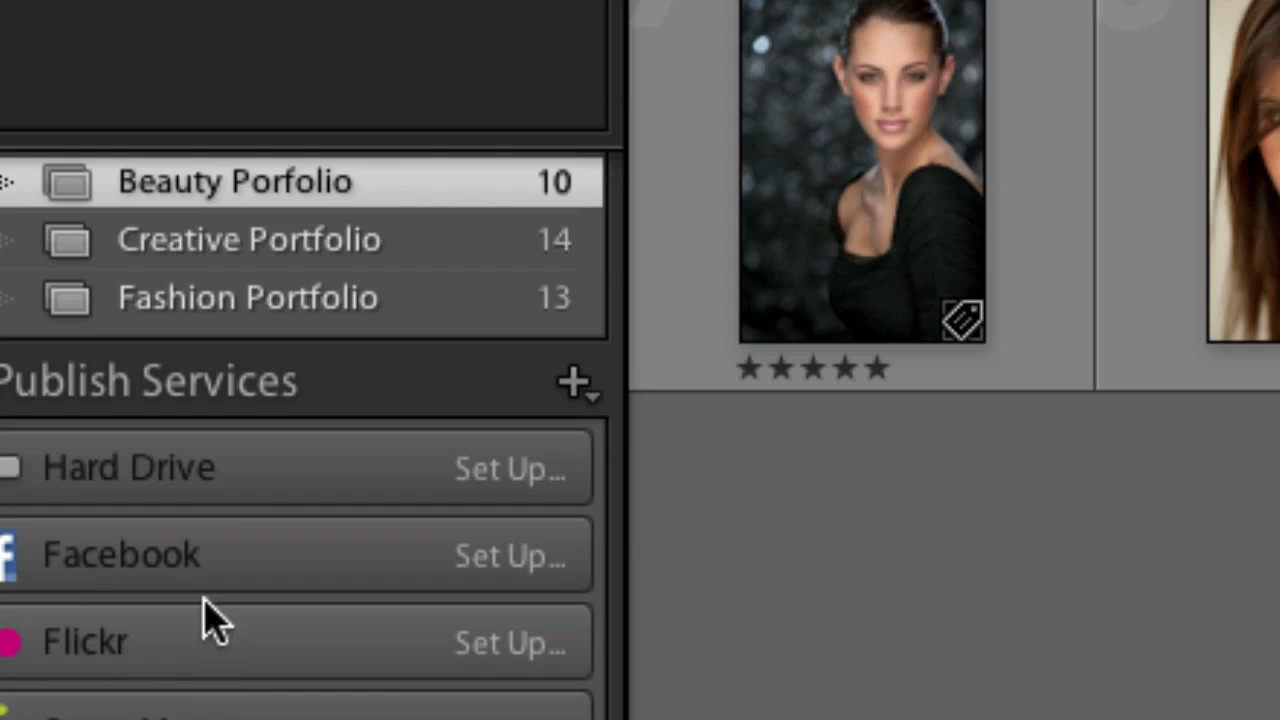 Beauty Porfolio 10
Creative Portfolio 14
Fashion Portfolio 13
Publish Services
Hard Drive Set Up...
Facebook Set Up...
Flickr Set Up...